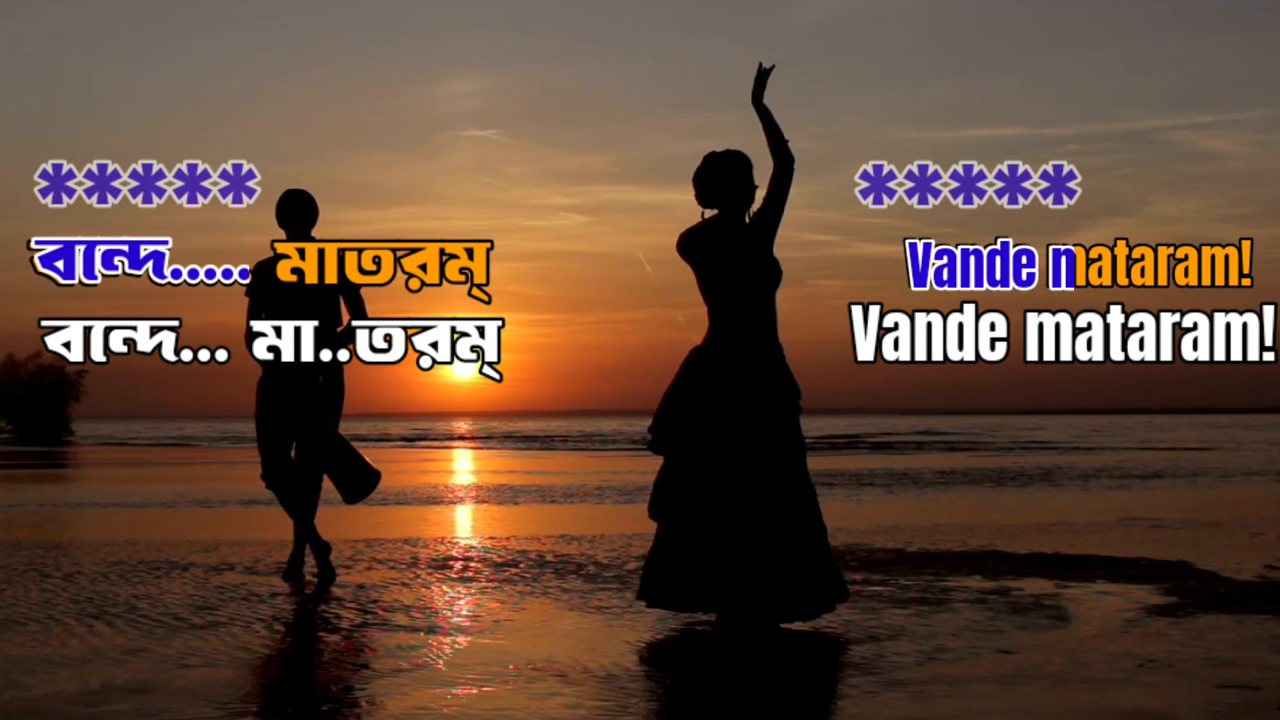 *****
বন্দে..... মাতরম্
বন্দে... মা..তরম্
*****
Vande mataram!
Vande mataram!